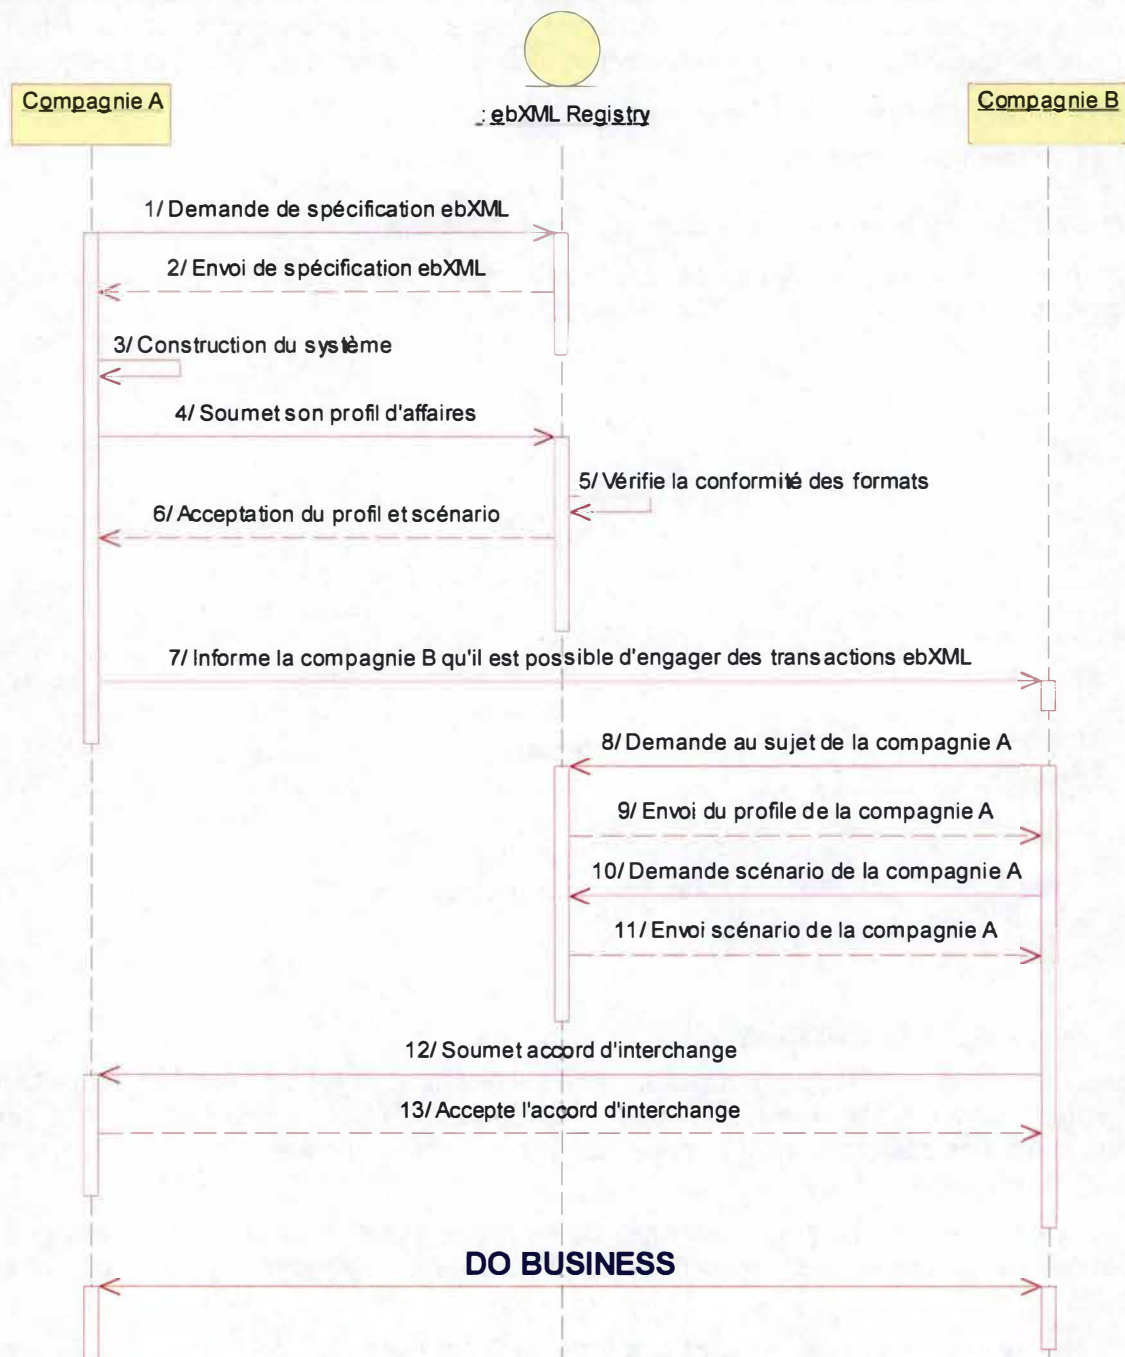 Compagnie A
: ebXML Registry
Compagnie B
1/ Demande de spécification ebXML
2/ Envoi de spécification ebXML
3/ Construction du système
4/ Soumet son profil d'affaires
5/ Vérifie la conformité des formats
6/ Acceptation du profil et scénario
7/ Informe la compagnie B qu'il est possible d'engager des transactions ebXML
8/ Demande au sujet de la compagnie A
9/ Envoi du profile de la compagnie A
10/ Demande scénario de la compagnie A
11/ Envoi scénario de la compagnie A
12/ Soumet accord d'interchange
13/ Accepte l'accord d'interchange
DO BUSINESS